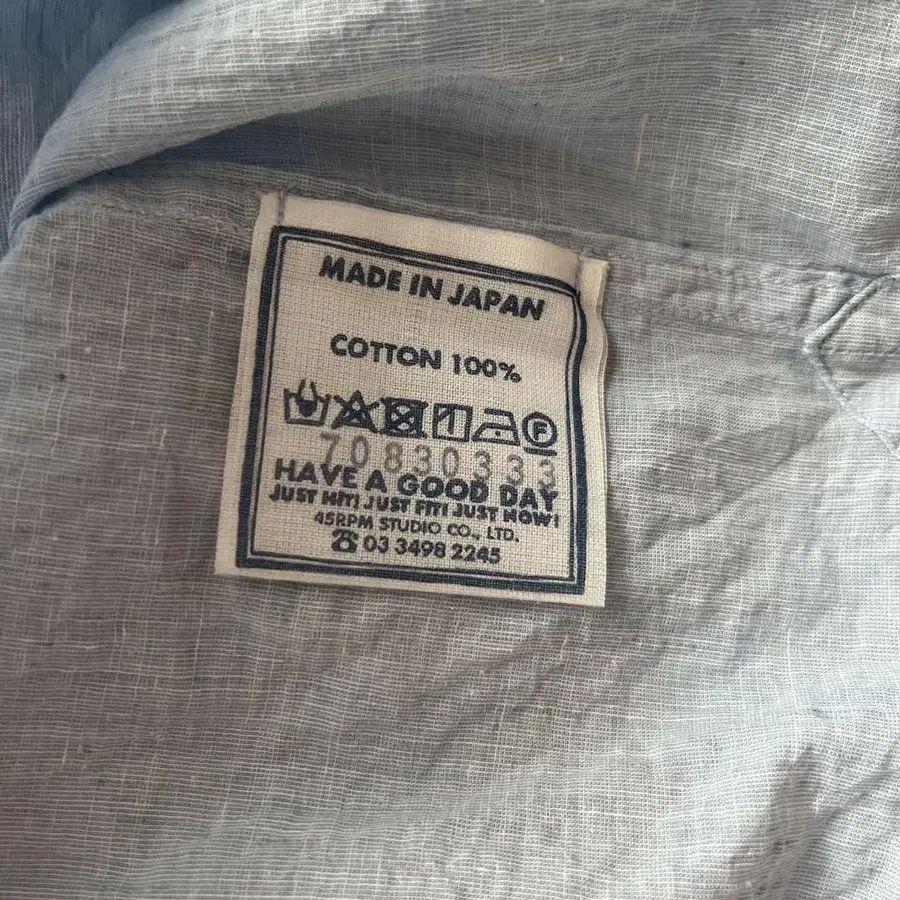 MADE IN JAPAN
COTTON 100%
F
70830333
HAVE A GOOD DAY
JUST HIT! JUST FIT! JUST NOW!
45RPM STUDIO CO., LTD.
☎ 03 3498 2245